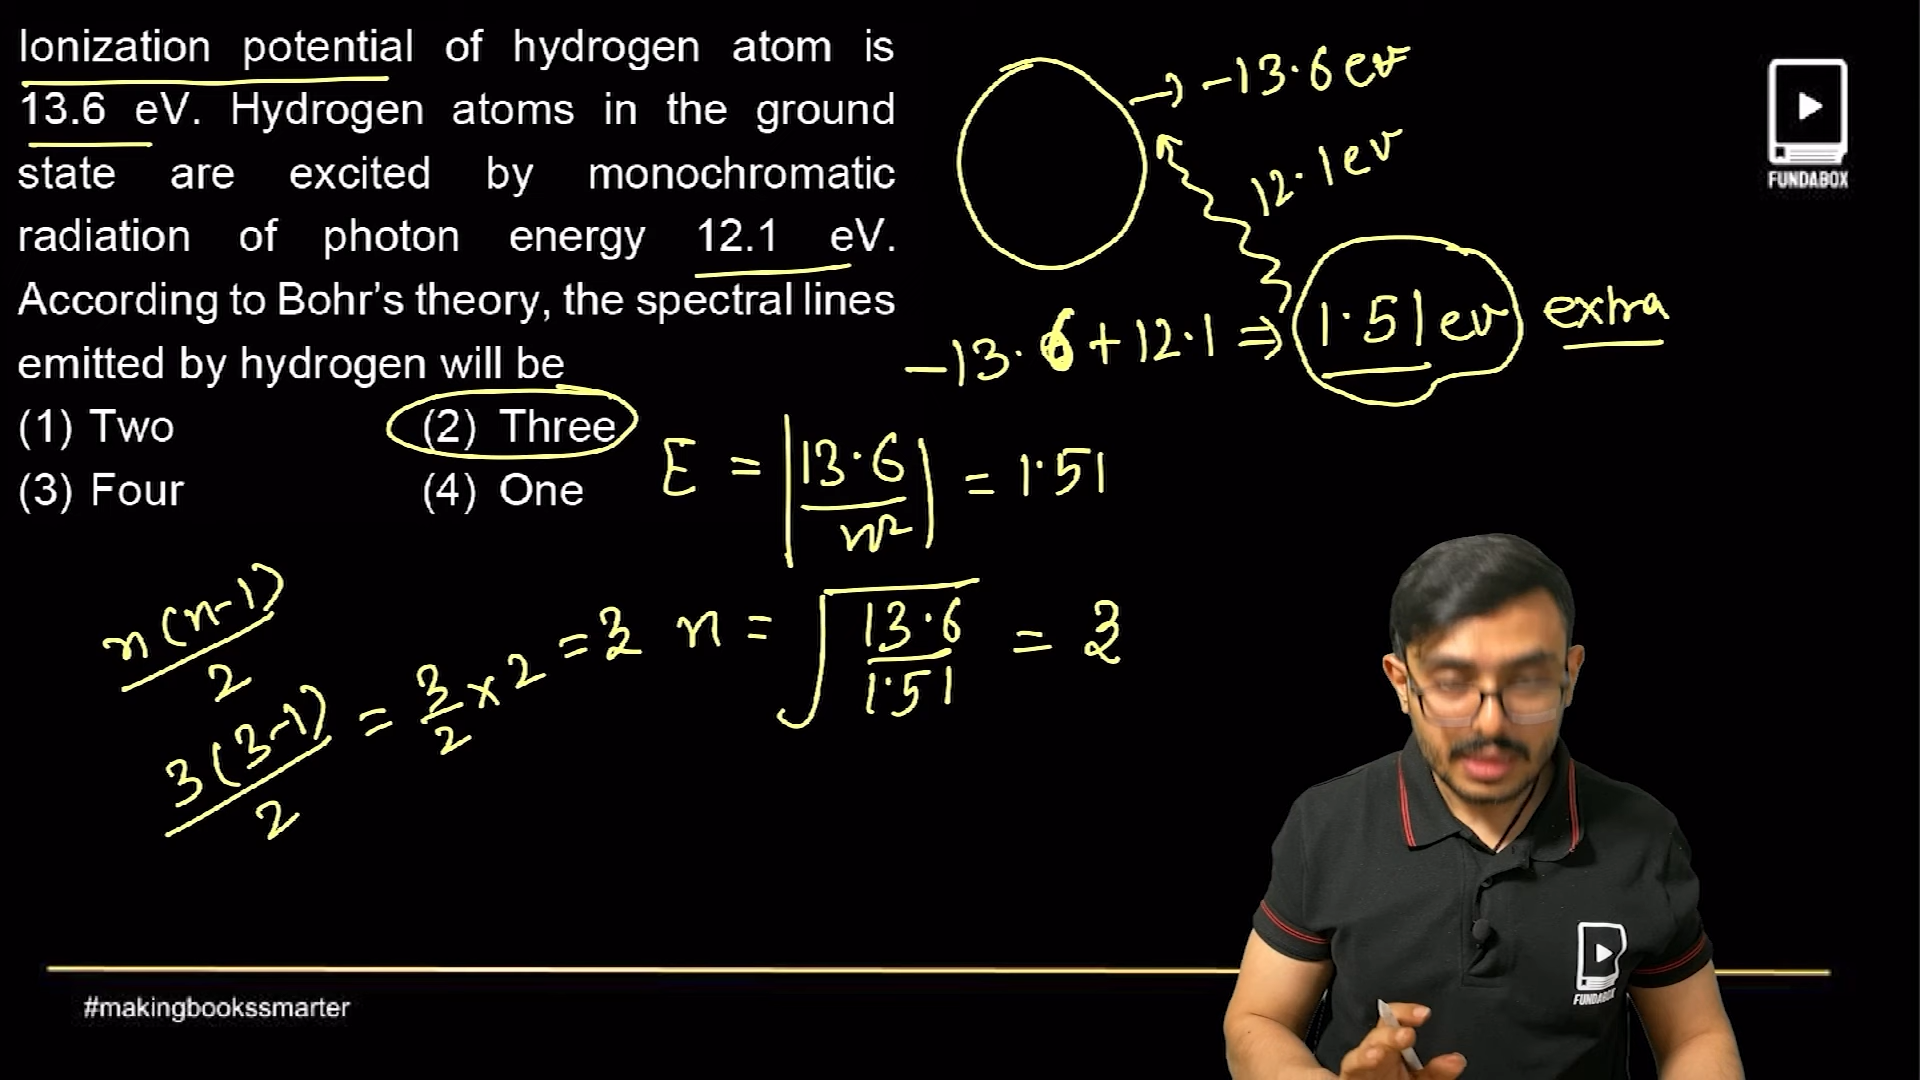 Ionization potential of hydrogen atom is
13.6 eV. Hydrogen atoms in the ground
state are excited by monochromatic
radiation of photon energy 12.1 eV.
According to Bohr's theory, the spectral lines
emitted by hydrogen will be
(1) Two (2) Three
(3) Four (4) One
→ -13.6 ev
12.1 ev
-13.6 + 12.1 ⇒ 1.51 ev extra
E = |13.6/n²| = 1.51
n = √(13.6/1.51) = 3
n(n-1)/2
3(3-1)/2 = 3/2 × 2 = 3
FUNDABOX
FUNDABOX
#makingbookssmarter